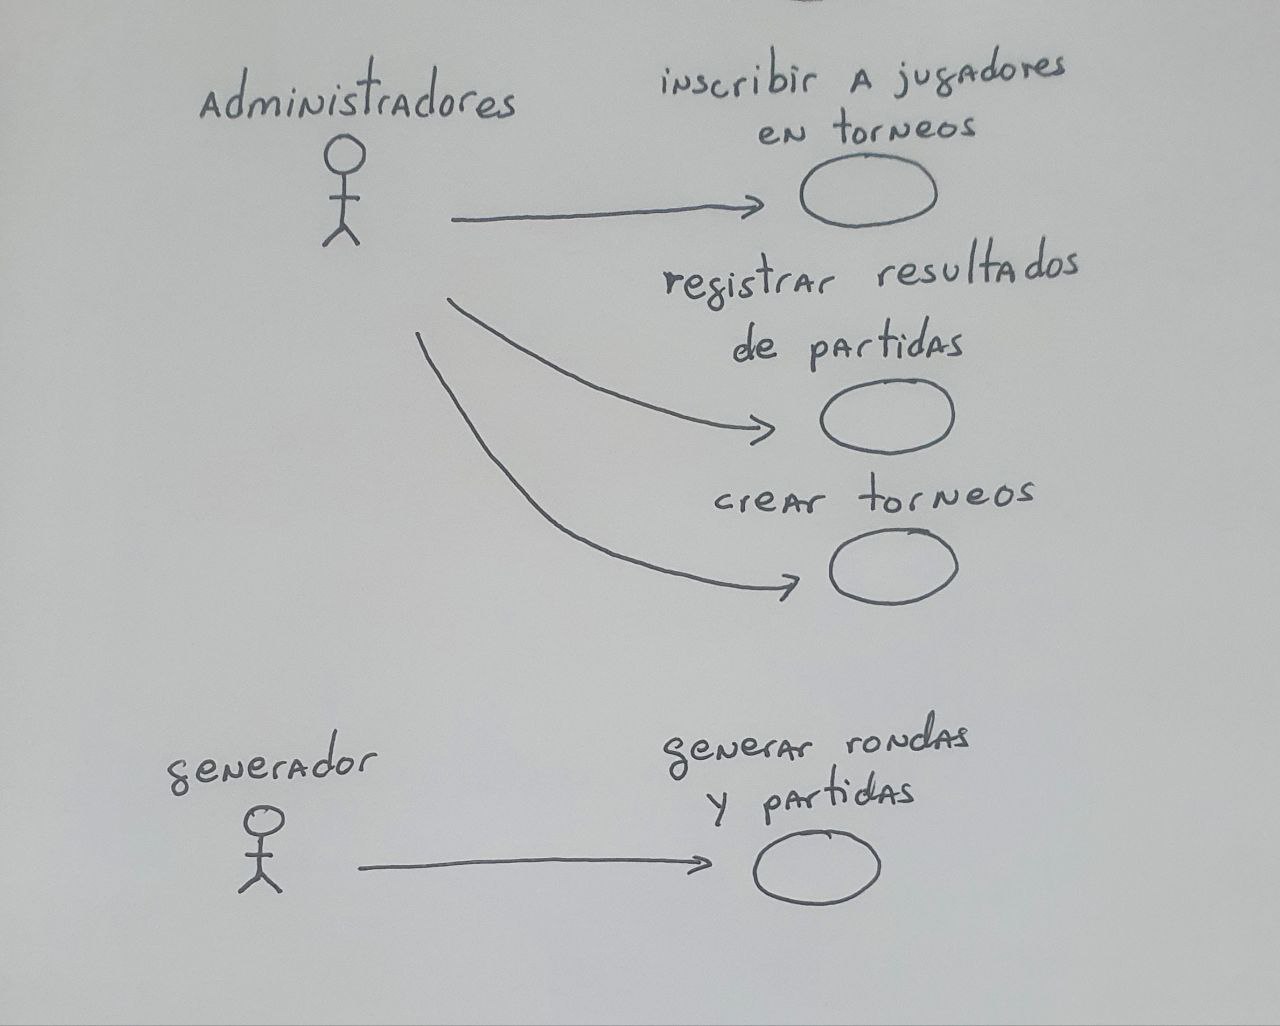 Administradores
inscribir a jugadores
en torneos
registrar resultados
de partidas
crear torneos
generador
generar rondas
y partidas